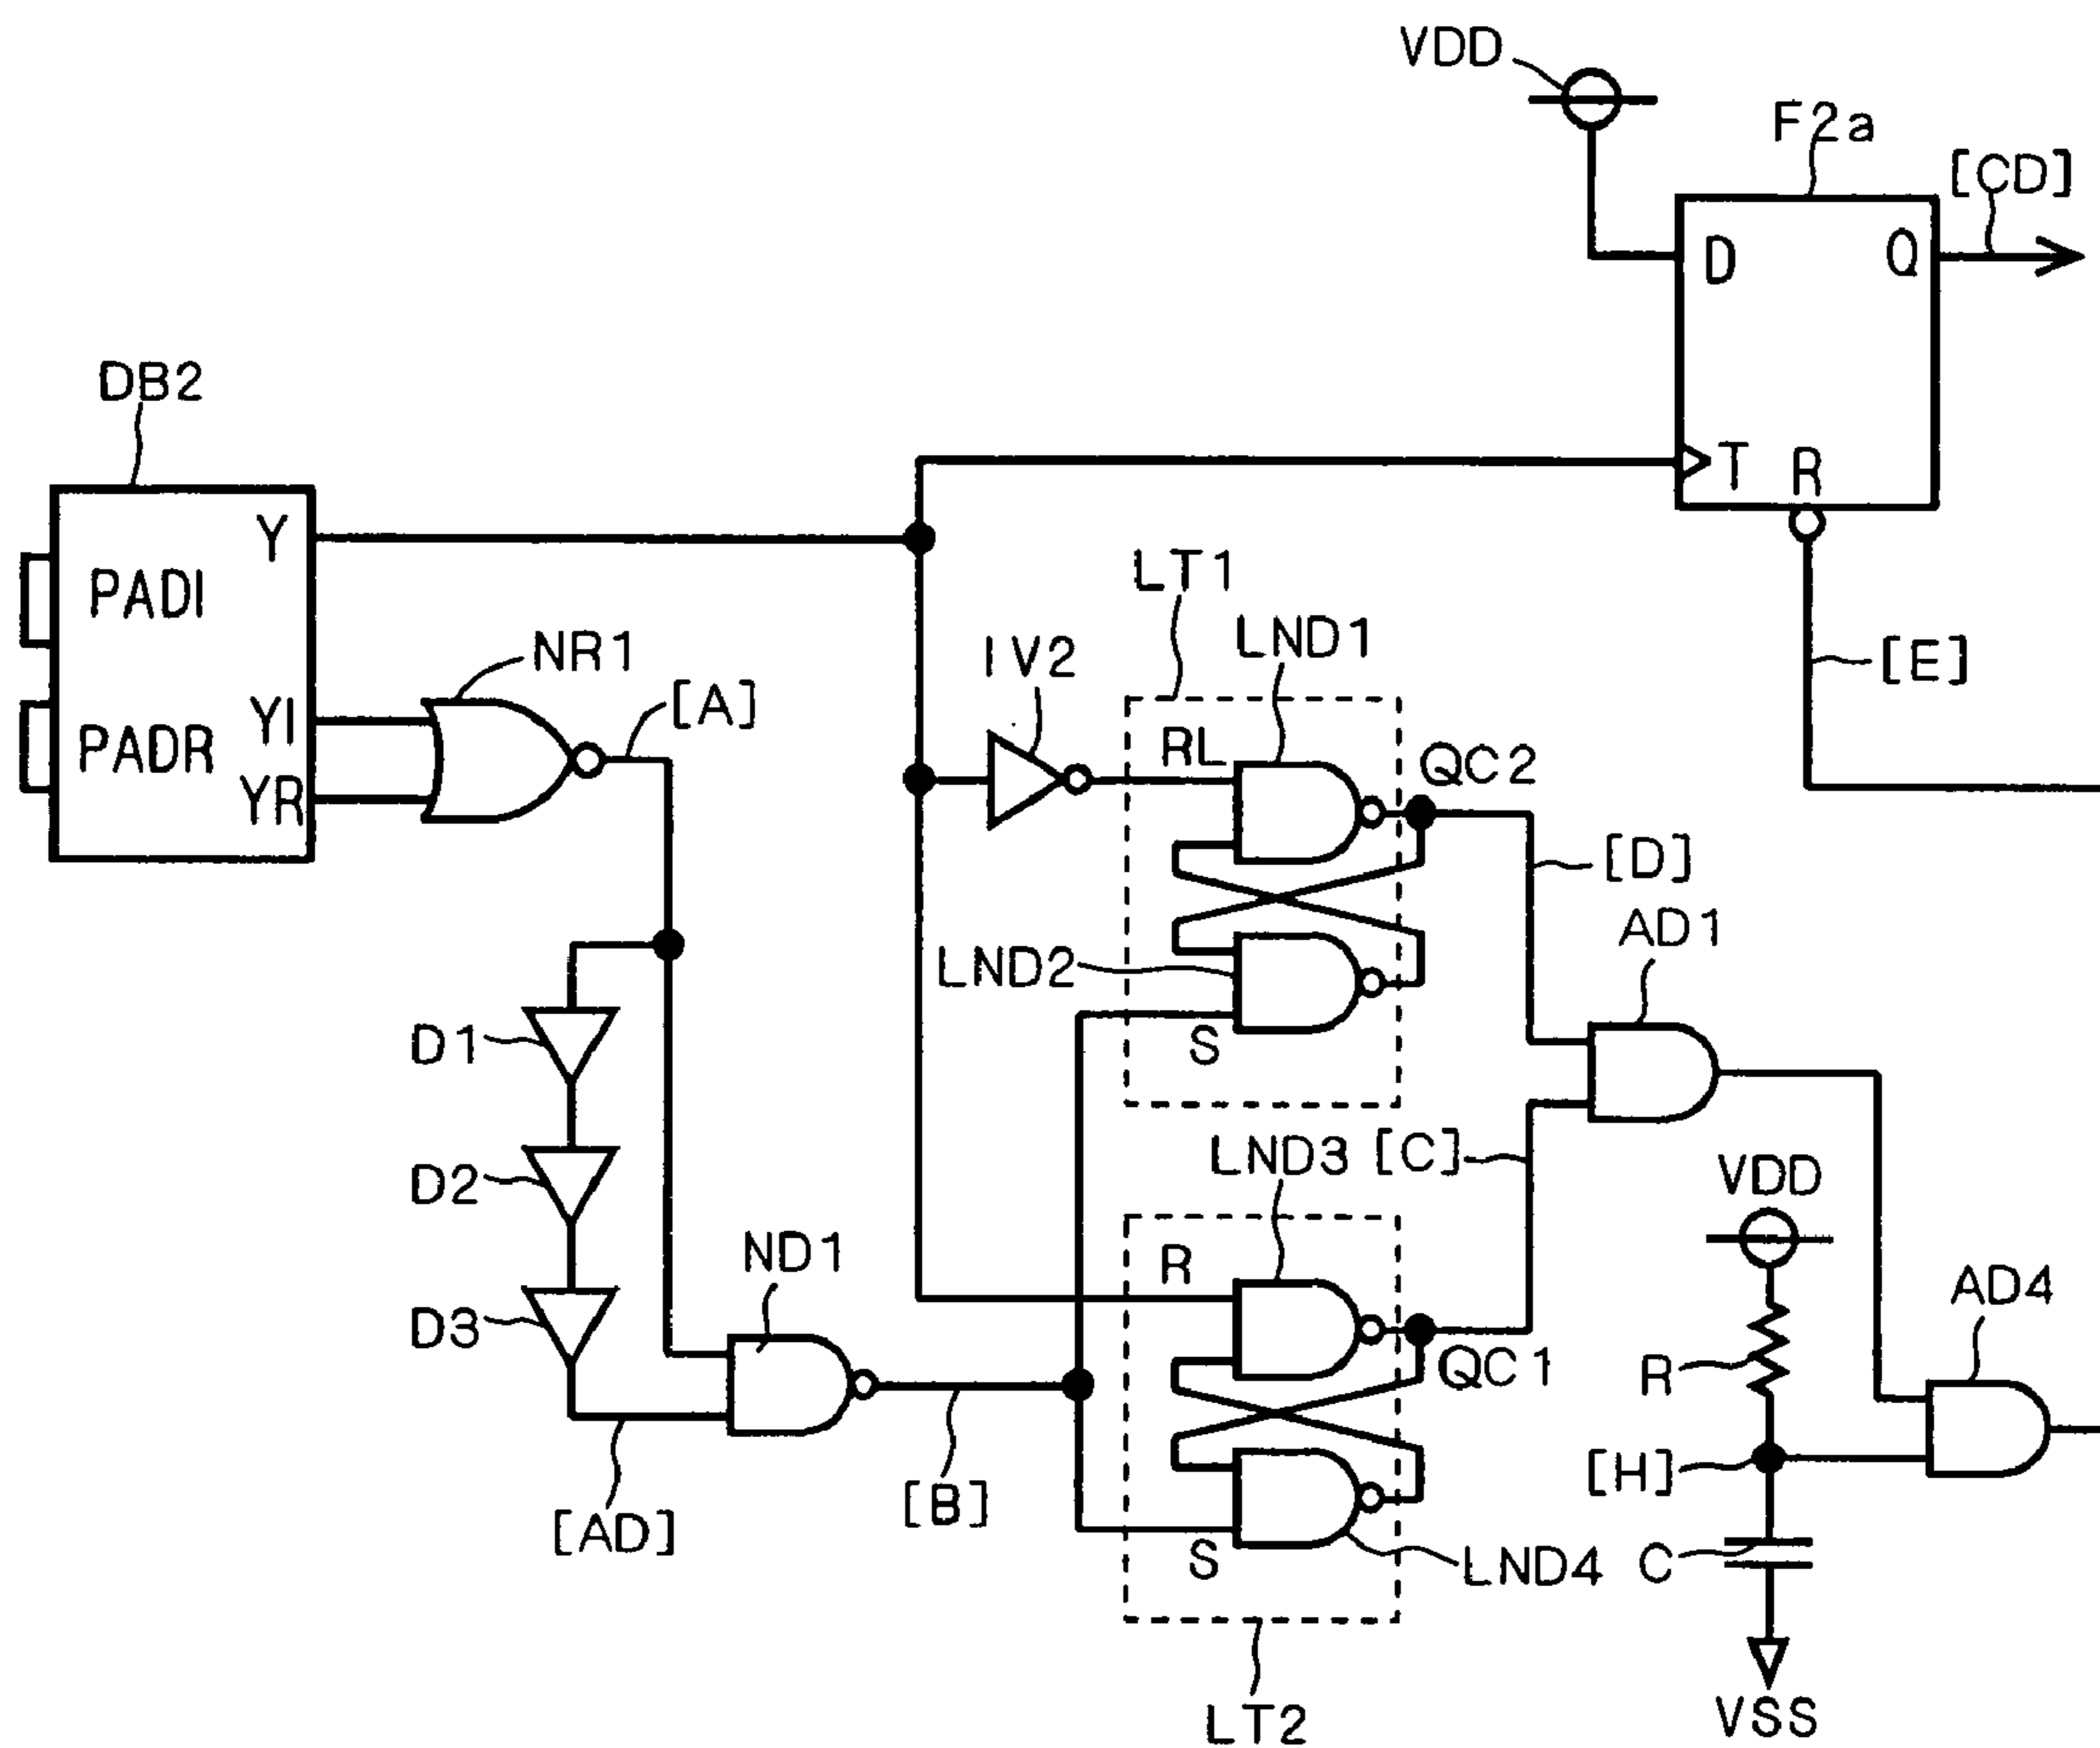 VDD
F2a
[CD]
D
Q
DB2
T
R
Y
LT1
PADI
NR1
IV2
LND1
[E]
[A]
YI
RL
QC2
PADR
YR
[D]
AD1
LND2
D1
S
LND3
[C]
VDD
D2
ND1
R
AD4
D3
QC1
R
[H]
[B]
[AD]
S
LND4
C
LT2
VSS